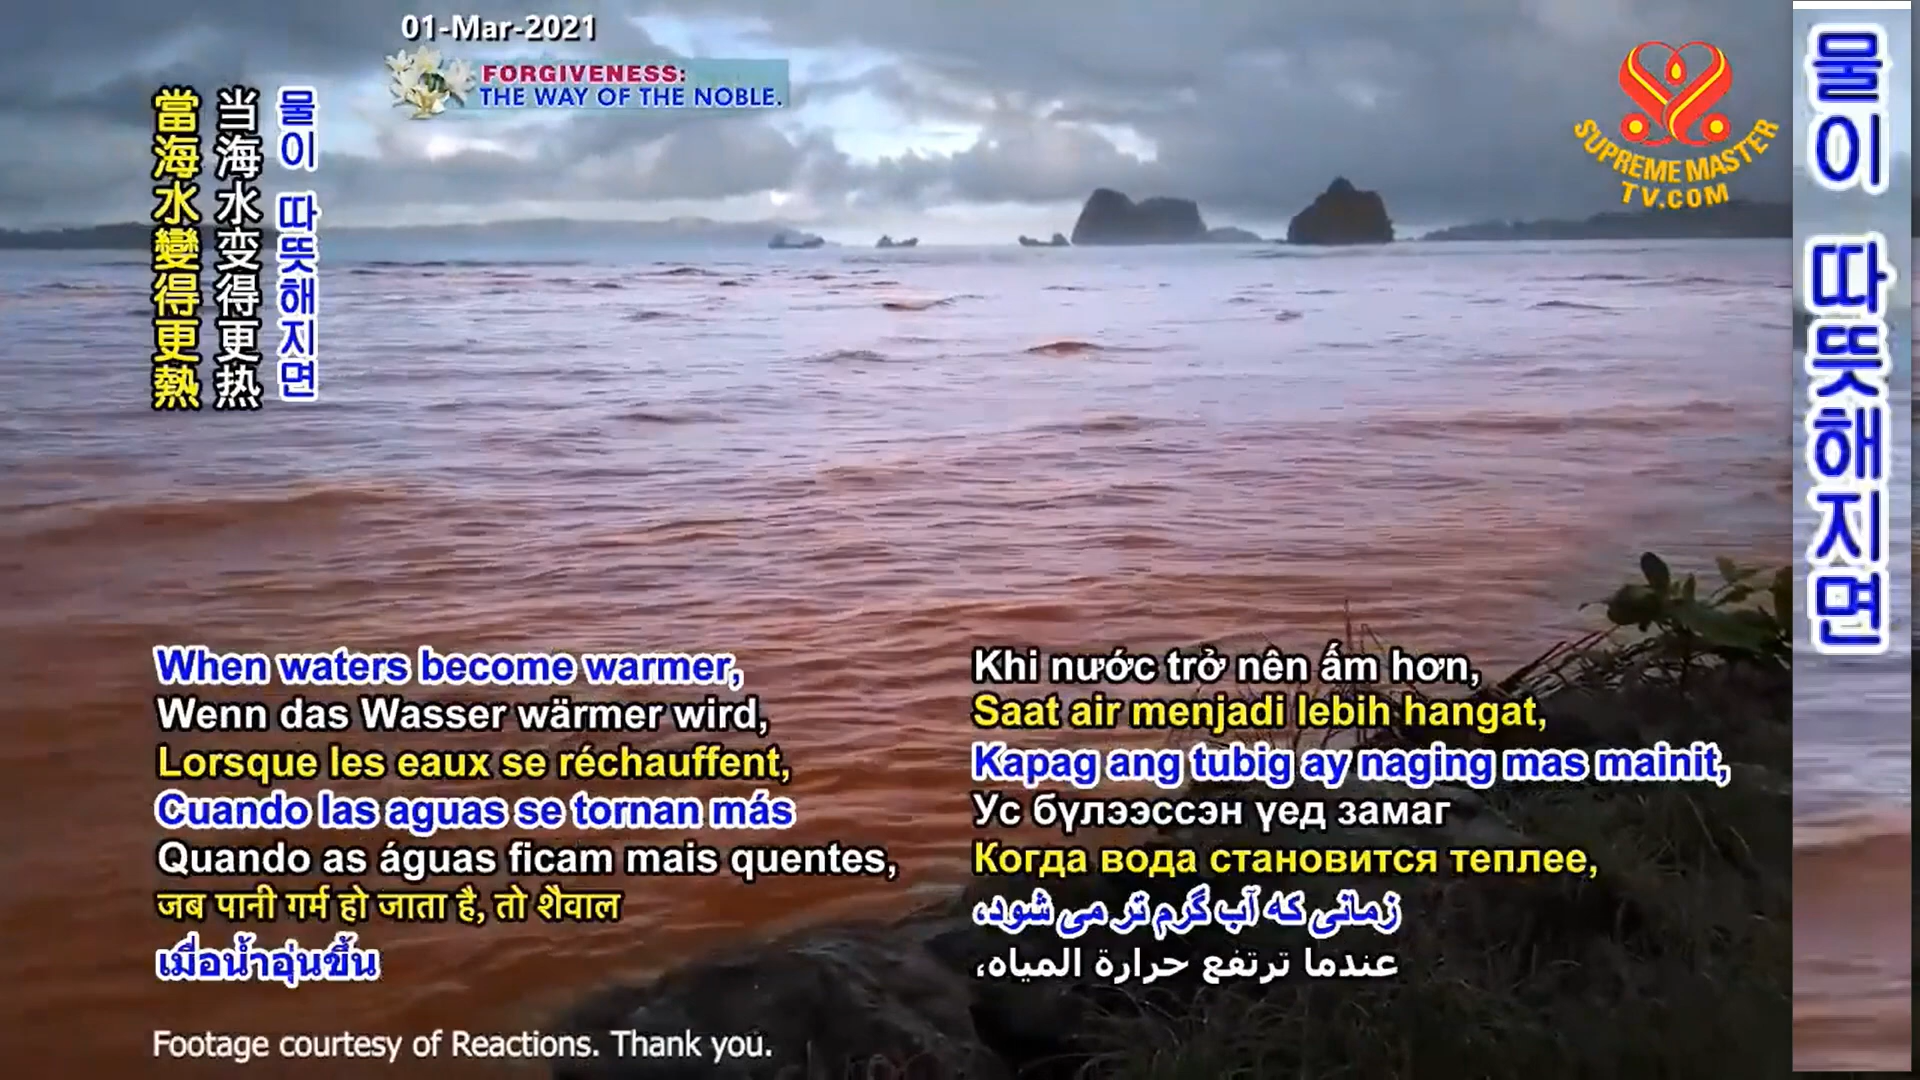 01-Mar-2021
FORGIVENESS:
THE WAY OF THE NOBLE.
SUPREME MASTER
TV.COM
當海水變得更熱
当海水变得更热
물이 따뜻해지면
물이 따뜻해지면
When waters become warmer,
Wenn das Wasser wärmer wird,
Lorsque les eaux se réchauffent,
Cuando las aguas se tornan más
Quando as águas ficam mais quentes,
जब पानी गर्म हो जाता है, तो शैवाल
เมื่อน้ำอุ่นขึ้น
Khi nước trở nên ấm hơn,
Saat air menjadi lebih hangat,
Kapag ang tubig ay naging mas mainit,
Ус бүлээссэн үед замаг
Когда вода становится теплее,
زمانی که آب گرم تر می شود،
عندما ترتفع حرارة المياه،
Footage courtesy of Reactions. Thank you.